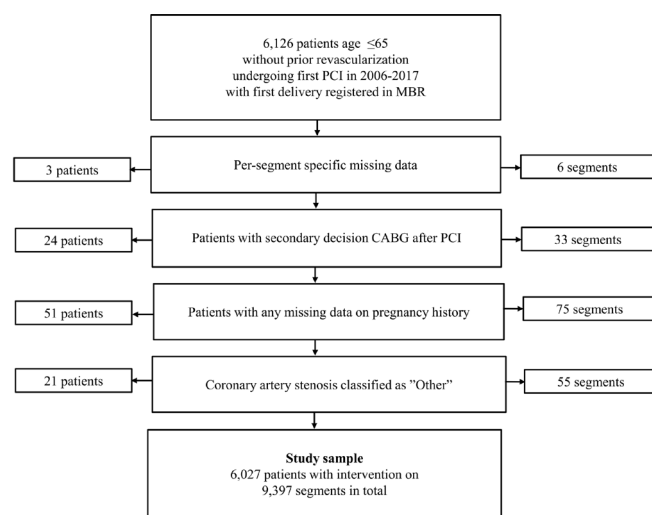 6,126 patients age ≤65
without prior revascularization
undergoing first PCI in 2006-2017
with first delivery registered in MBR
3 patients
Per-segment specific missing data
6 segments
24 patients
Patients with secondary decision CABG after PCI
33 segments
51 patients
Patients with any missing data on pregnancy history
75 segments
21 patients
Coronary artery stenosis classified as ”Other”
55 segments
Study sample
6,027 patients with intervention on
9,397 segments in total